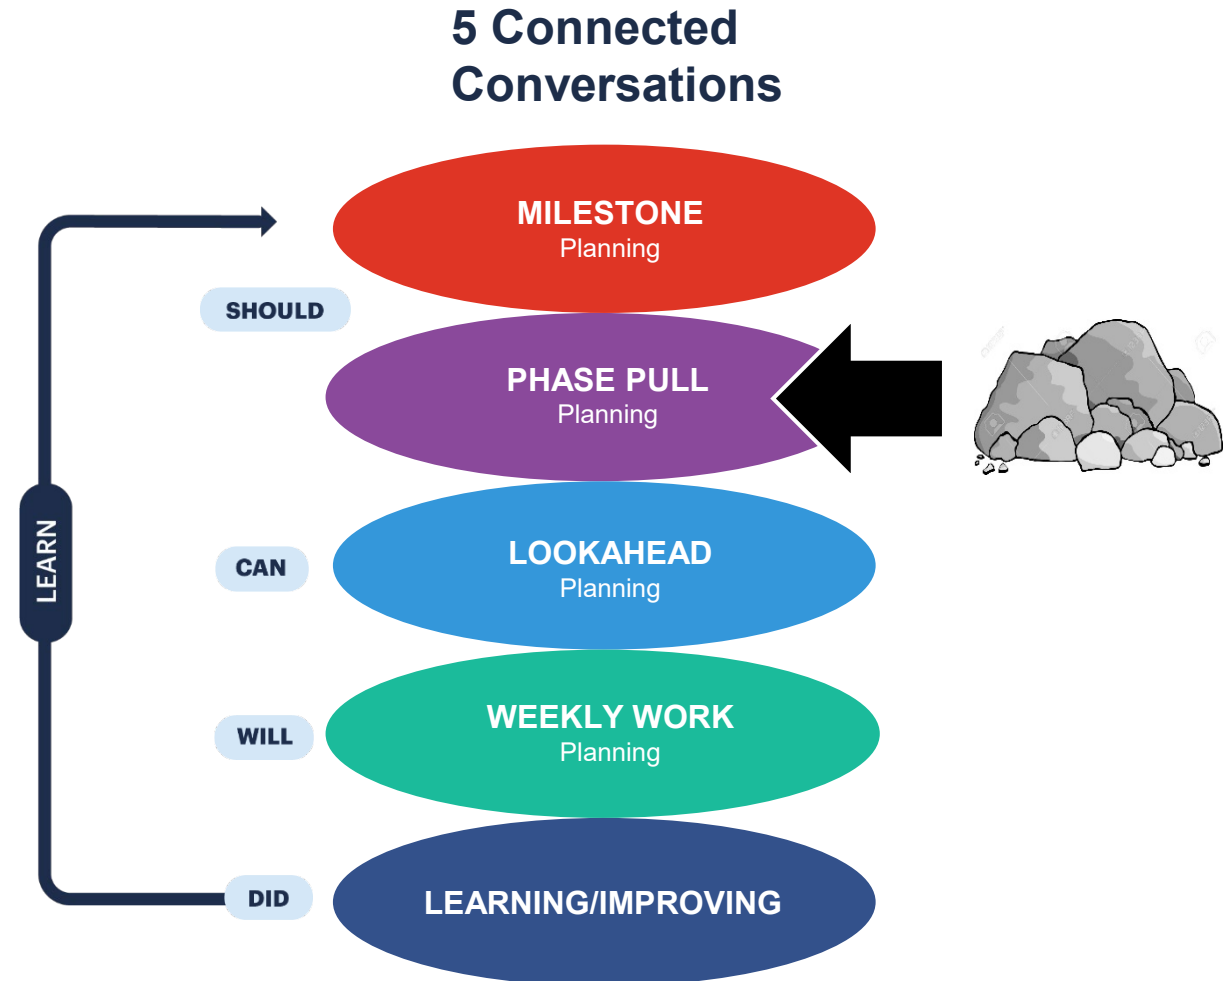 5 Connected
Conversations
MILESTONE
Planning
SHOULD
PHASE PULL
Planning
LEARN
CAN
LOOKAHEAD
Planning
WILL
WEEKLY WORK
Planning
DID
LEARNING/IMPROVING